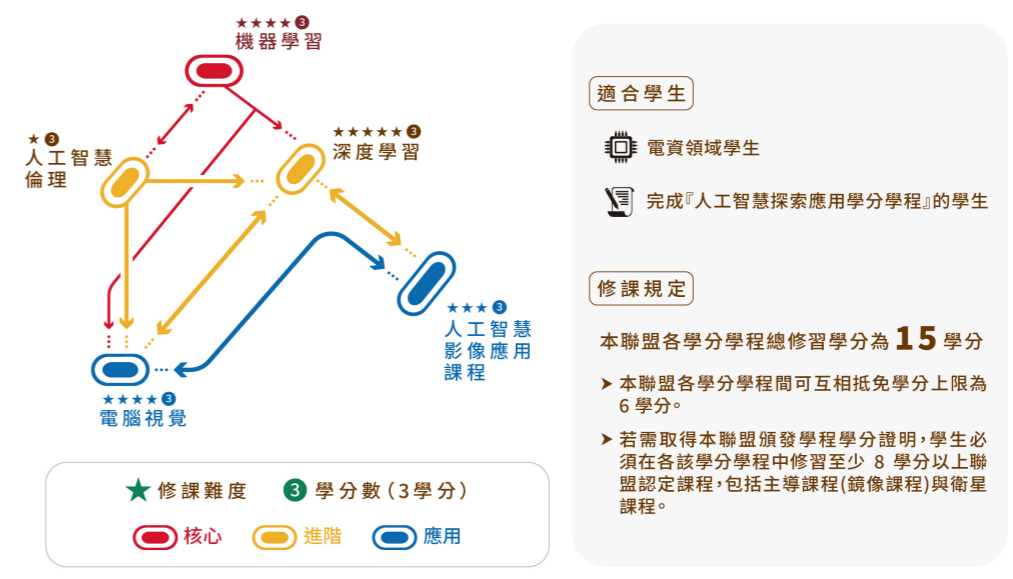 ★★★★❸
機器學習
★❸
人工智慧
倫理
★★★★★❸
深度學習
★★★❸
人工智慧
影像應用
課程
★★★★❸
電腦視覺
★修課難度 ❸學分數(3學分)
核心 進階 應用
適合學生
電資領域學生
完成『人工智慧探索應用學分學程』的學生
修課規定
本聯盟各學分學程總修習學分為 15 學分
➤ 本聯盟各學分學程間可互相抵免學分上限為
6 學分。
➤ 若需取得本聯盟頒發學程學分證明,學生必
須在各該學分學程中修習至少 8 學分以上聯
盟認定課程,包括主導課程(鏡像課程)與衛星
課程。